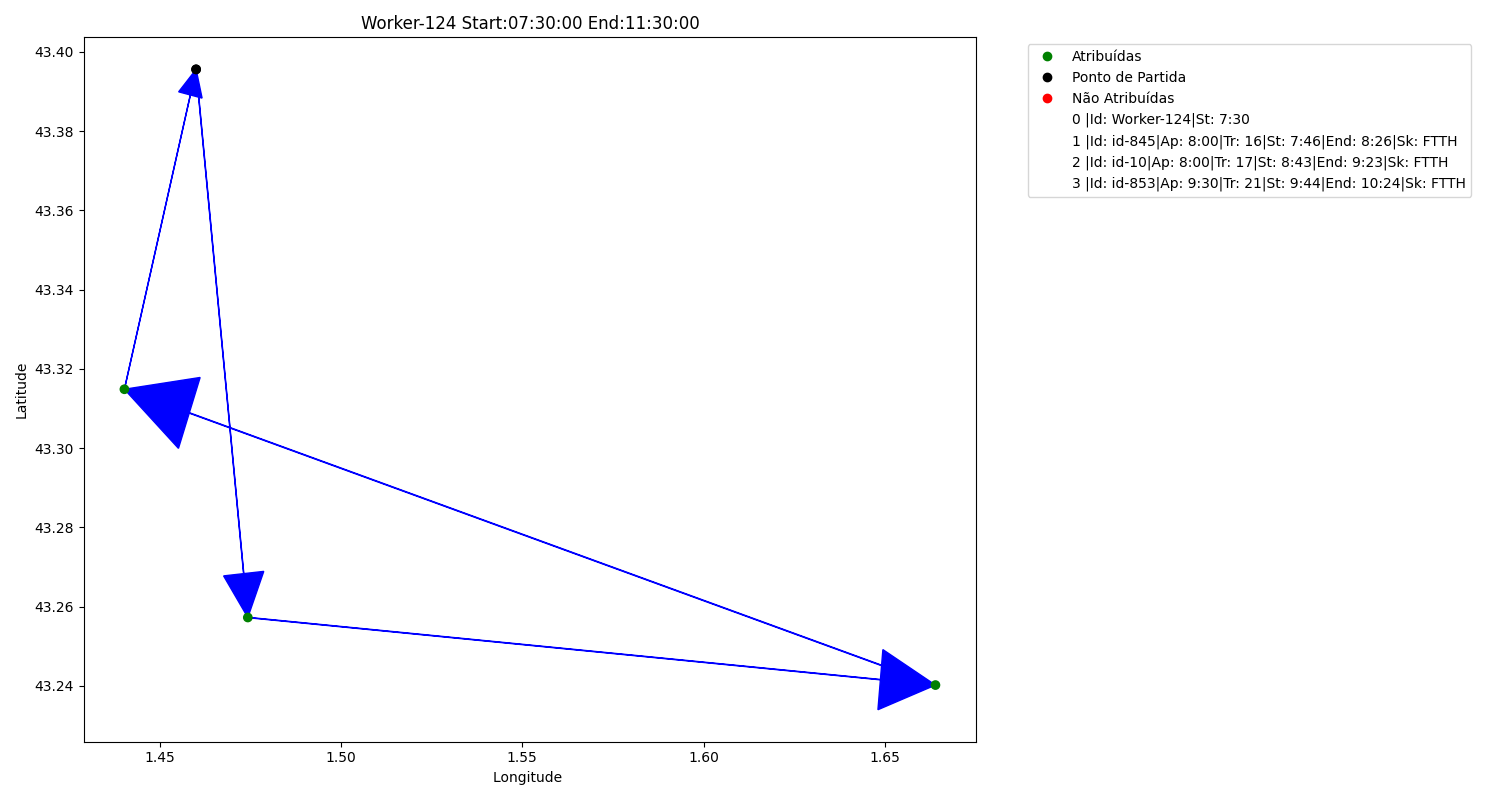 Worker-124 Start:07:30:00 End:11:30:00
43.40
43.38
43.36
43.34
43.32
43.30
43.28
43.26
43.24
Latitude
1.45 1.50 1.55 1.60 1.65
Longitude
Atribuídas
Ponto de Partida
Não Atribuídas
0 |Id: Worker-124|St: 7:30
1 |Id: id-845|Ap: 8:00|Tr: 16|St: 7:46|End: 8:26|Sk: FTTH
2 |Id: id-10|Ap: 8:00|Tr: 17|St: 8:43|End: 9:23|Sk: FTTH
3 |Id: id-853|Ap: 9:30|Tr: 21|St: 9:44|End: 10:24|Sk: FTTH